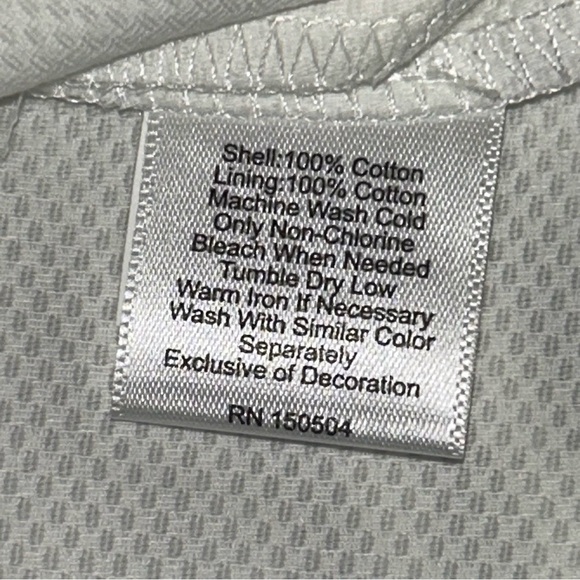 Shell:100% Cotton
Lining:100% Cotton
Machine Wash Cold
Only Non-Chlorine
Bleach When Needed
Tumble Dry Low
Warm Iron If Necessary
Wash With Similar Color
Separately
Exclusive of Decoration
RN 150504